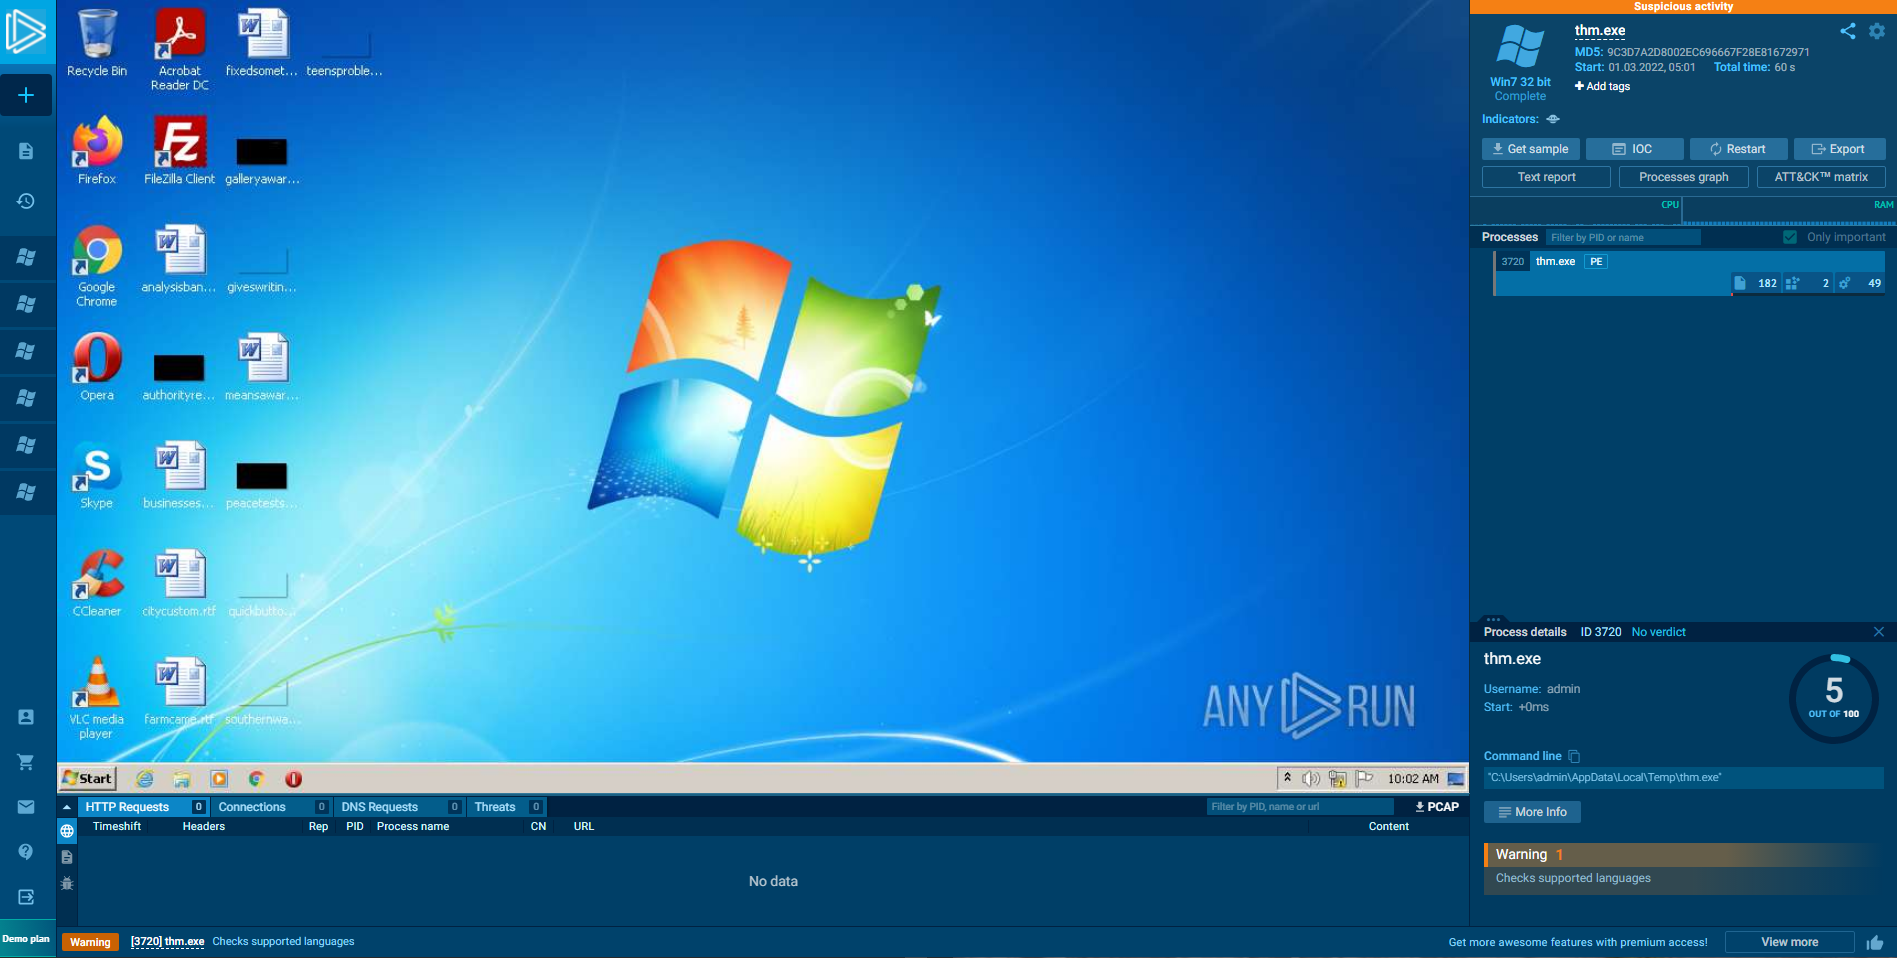 Recycle Bin
Acrobat
Reader DC
fixedsomet...
teensproble...
Firefox
FileZilla Client
galleryawar...
Google
Chrome
analysisban...
giveswritin...
Opera
authorityre...
meansawar...
Skype
businesses...
peacetests...
CCleaner
citycustom.rtf
quickbutto...
VLC media
player
farmcame.rtf
southernwa...
ANY RUN
Start
10:02 AM
Suspicious activity
thm.exe
MD5: 9C3D7A2D8002EC696667F28E81672971
Start: 01.03.2022, 05:01 Total time: 60 s
Add tags
Win7 32 bit
Complete
Indicators:
Get sample
IOC
Restart
Export
Text report
Processes graph
ATT&CK™ matrix
CPU
RAM
Processes
Filter by PID or name
Only important
3720 thm.exe PE
182 2 49
Process details ID 3720 No verdict
thm.exe
Username: admin
Start: +0ms
5
OUT OF 100
Command line
"C:\Users\admin\AppData\Local\Temp\thm.exe"
More Info
Warning 1
Checks supported languages
HTTP Requests 0 Connections 0 DNS Requests 0 Threats 0
Filter by PID, name or url
PCAP
Timeshift Headers Rep PID Process name CN URL Content
No data
Demo plan
Warning [3720] thm.exe Checks supported languages
Get more awesome features with premium access!
View more